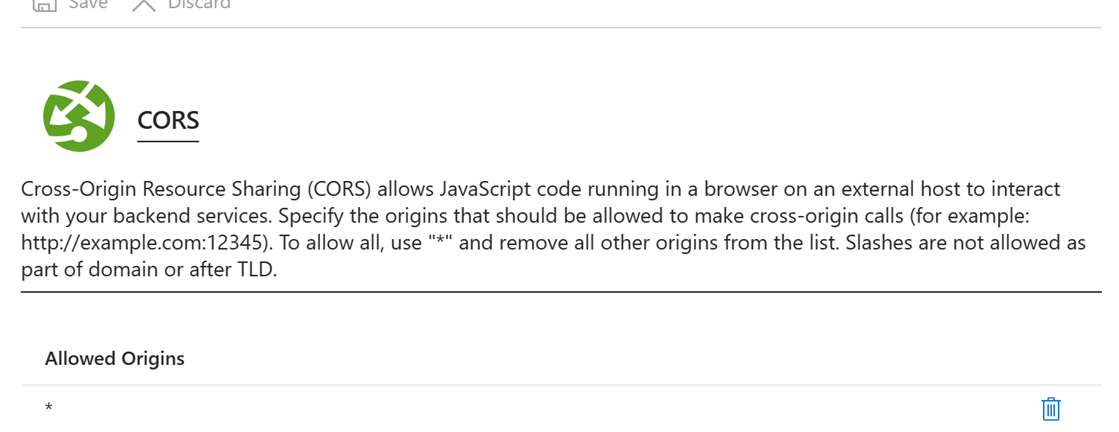 Save Discard
CORS
Cross-Origin Resource Sharing (CORS) allows JavaScript code running in a browser on an external host to interact
with your backend services. Specify the origins that should be allowed to make cross-origin calls (for example:
http://example.com:12345). To allow all, use "*" and remove all other origins from the list. Slashes are not allowed as
part of domain or after TLD.
Allowed Origins
*